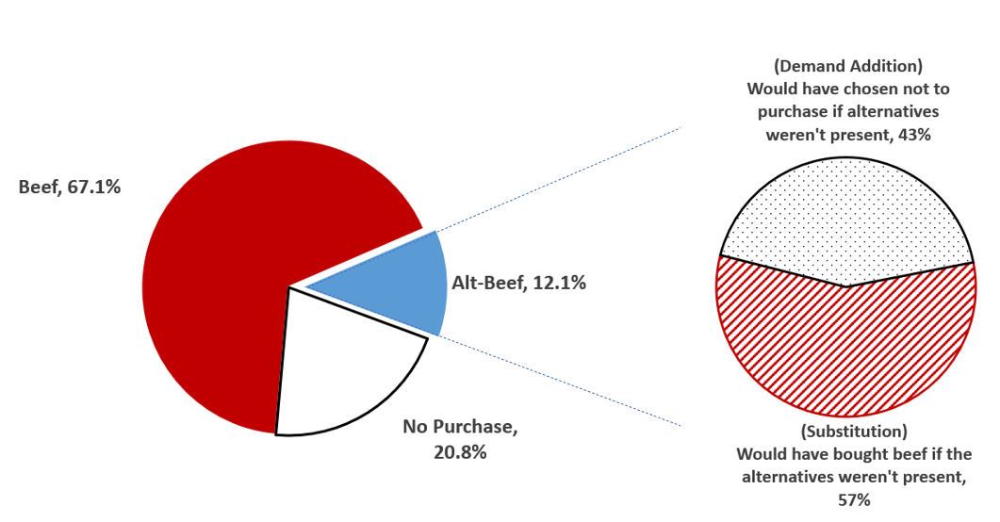 Beef, 67.1%
Alt-Beef, 12.1%
No Purchase,
20.8%
(Demand Addition)
Would have chosen not to
purchase if alternatives
weren't present, 43%
(Substitution)
Would have bought beef if the
alternatives weren't present,
57%